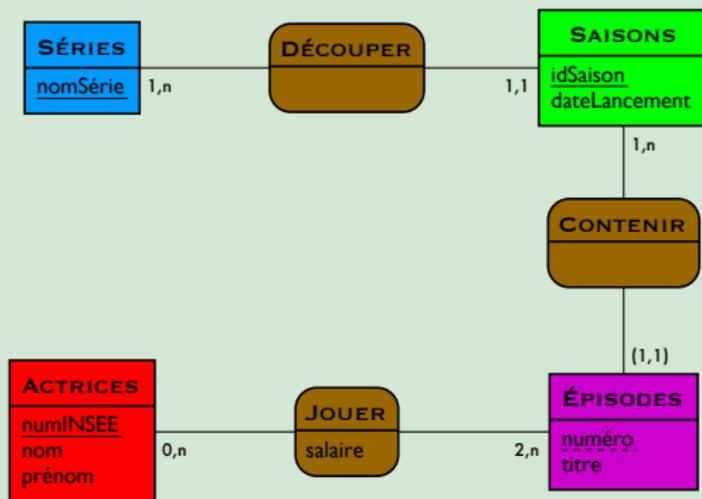 SÉRIES
nomSérie
1,n
DÉCOUPER
1,1
SAISONS
idSaison
dateLancement
1,n
CONTENIR
(1,1)
ACTRICES
numINSEE
nom
prénom
0,n
JOUER
salaire
2,n
ÉPISODES
numéro
titre